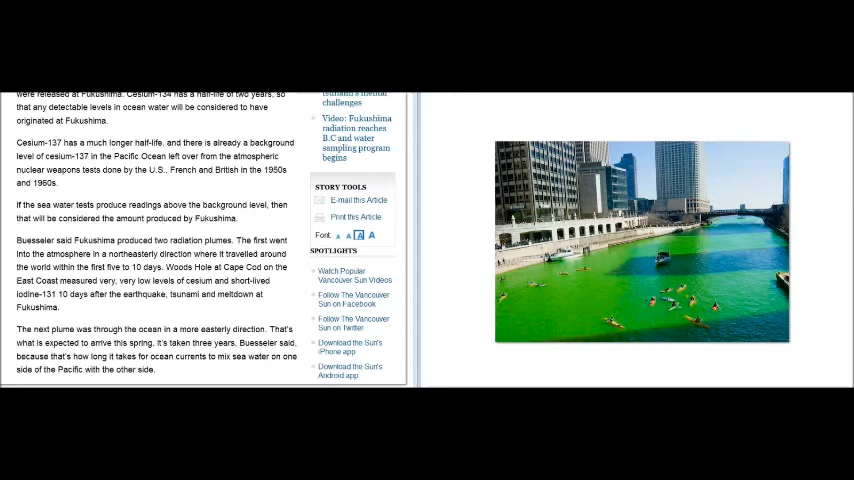 were released at Fukushima. Cesium-134 has a half-life of two years, so
that any detectable levels in ocean water will be considered to have
originated at Fukushima.
Cesium-137 has a much longer half-life, and there is already a background
level of cesium-137 in the Pacific Ocean left over from the atmospheric
nuclear weapons tests done by the U.S., French and British in the 1950s
and 1960s.
If the sea water tests produce readings above the background level, then
that will be considered the amount produced by Fukushima.
Buesseler said Fukushima produced two radiation plumes. The first went
into the atmosphere in a northeasterly direction where it travelled around
the world within the first five to 10 days. Woods Hole at Cape Cod on the
East Coast measured very, very low levels of cesium and short-lived
iodine-131 10 days after the earthquake, tsunami and meltdown at
Fukushima.
The next plume was through the ocean in a more easterly direction. That's
what is expected to arrive this spring. It's taken three years, Buesseler said,
because that's how long it takes for ocean currents to mix sea water on one
side of the Pacific with the other side.
tsunami's mental
challenges
Video: Fukushima
radiation reaches
B.C and water
sampling program
begins
STORY TOOLS
E-mail this Article
Print this Article
Font: A A A A
SPOTLIGHTS
Watch Popular
Vancouver Sun Videos
Follow The Vancouver
Sun on Facebook
Follow The Vancouver
Sun on Twitter
Download the Sun's
iPhone app
Download the Sun's
Android app